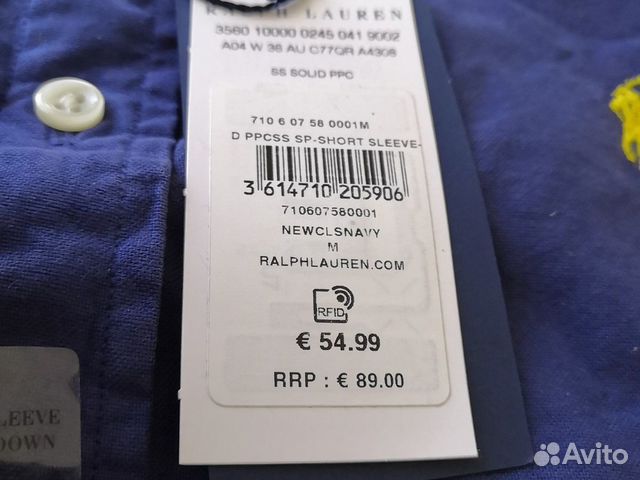 RALPH LAUREN
3560 10000 0245 041 9002
A04 W 36 AU C77QR A4308
SS SOLID PPC
710 6 07 58 0001M
D PPCSS SP-SHORT SLEEVE-
3 614710 205906
710607580001
NEWCLSNAVY
M
RALPHLAUREN.COM
RFID
€ 54.99
RRP : € 89.00
LEEVE
DOWN
Avito